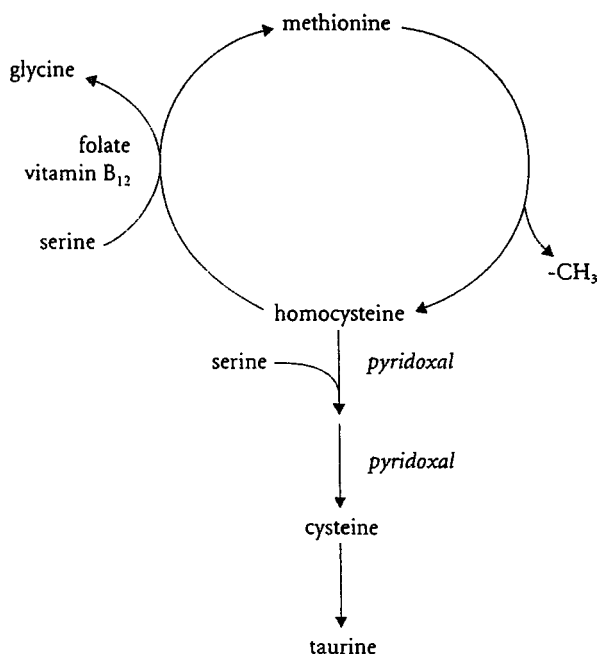 methionine
glycine
folate
vitamin B₁₂
serine
-CH₃
homocysteine
serine
pyridoxal
pyridoxal
cysteine
taurine